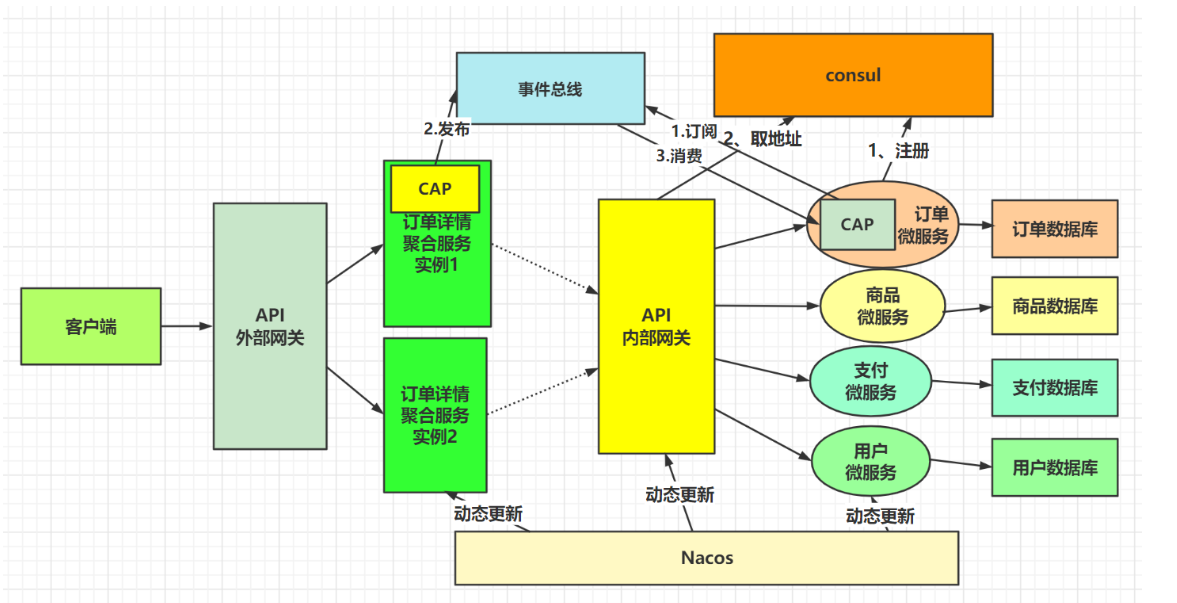 consul
事件总线
2.发布
1.订阅
2、取地址
3.消费
1、注册
CAP
订单详情
聚合服务
实例1
CAP
订单
微服务
订单数据库
客户端
API
外部网关
API
内部网关
商品
微服务
商品数据库
订单详情
聚合服务
实例2
支付
微服务
支付数据库
用户
微服务
用户数据库
动态更新
动态更新
动态更新
Nacos